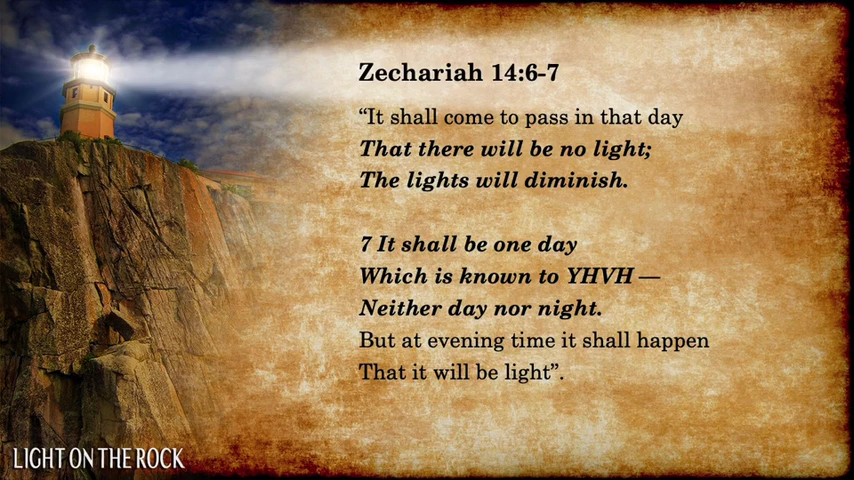 Zechariah 14:6-7
“It shall come to pass in that day
That there will be no light;
The lights will diminish.
7 It shall be one day
Which is known to YHVH —
Neither day nor night.
But at evening time it shall happen
That it will be light”.
LIGHT ON THE ROCK